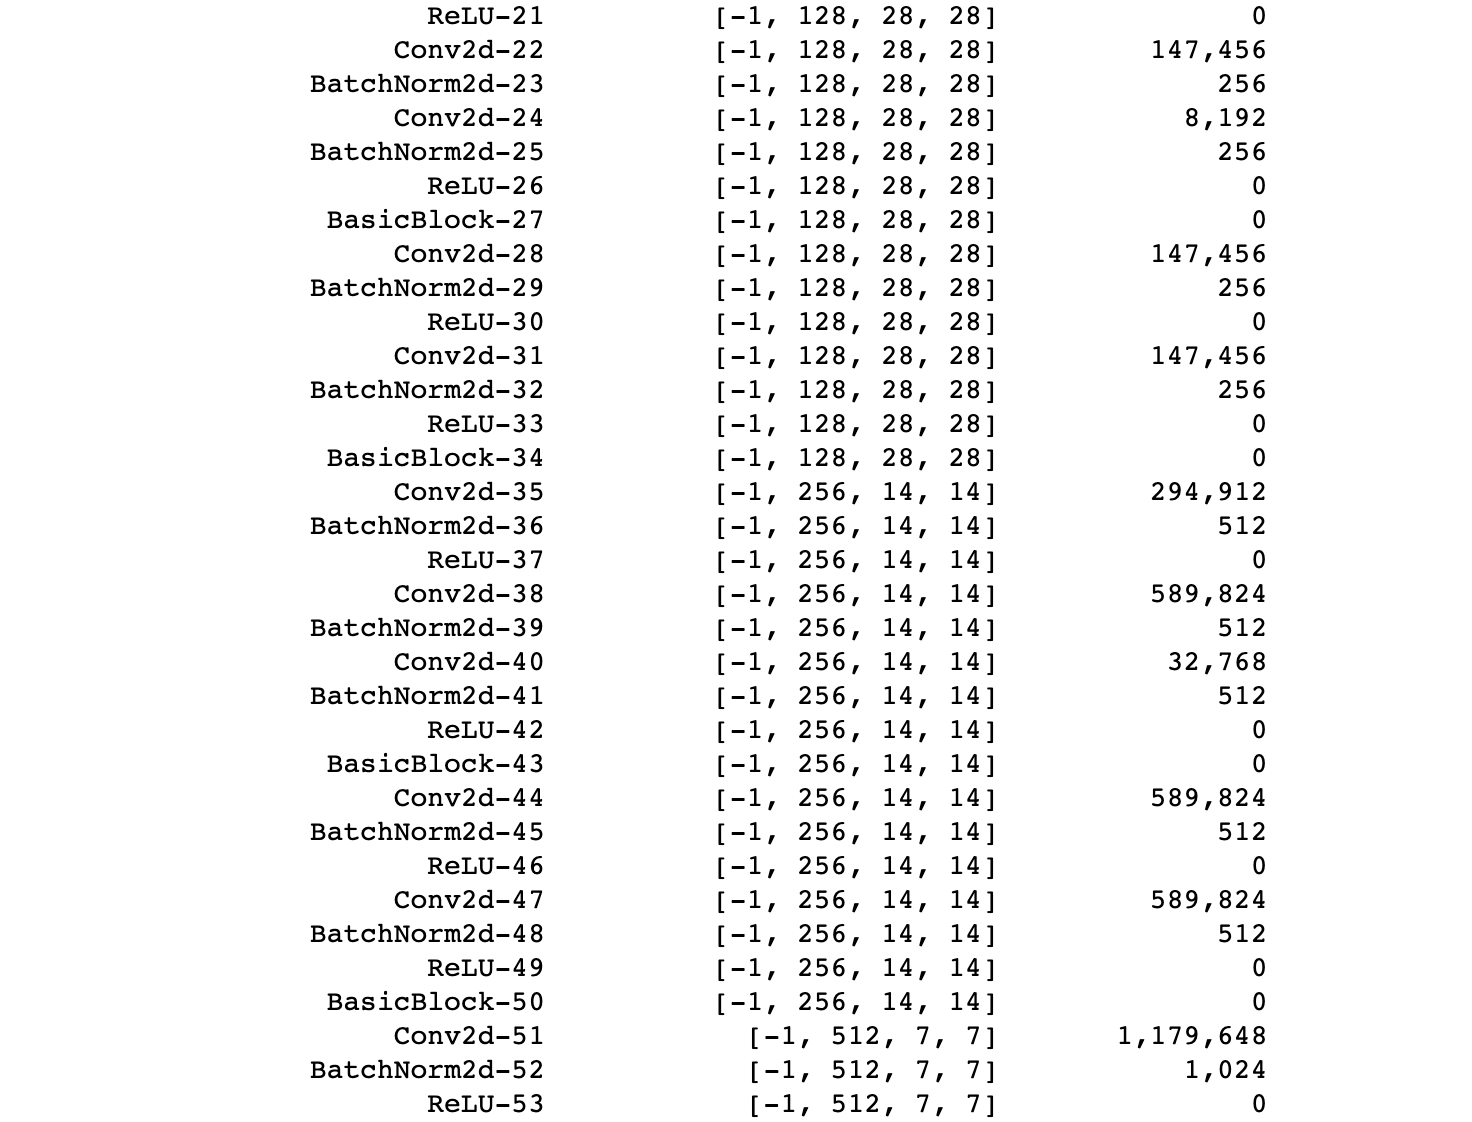 ReLU-21 [-1, 128, 28, 28] 0
Conv2d-22 [-1, 128, 28, 28] 147,456
BatchNorm2d-23 [-1, 128, 28, 28] 256
Conv2d-24 [-1, 128, 28, 28] 8,192
BatchNorm2d-25 [-1, 128, 28, 28] 256
ReLU-26 [-1, 128, 28, 28] 0
BasicBlock-27 [-1, 128, 28, 28] 0
Conv2d-28 [-1, 128, 28, 28] 147,456
BatchNorm2d-29 [-1, 128, 28, 28] 256
ReLU-30 [-1, 128, 28, 28] 0
Conv2d-31 [-1, 128, 28, 28] 147,456
BatchNorm2d-32 [-1, 128, 28, 28] 256
ReLU-33 [-1, 128, 28, 28] 0
BasicBlock-34 [-1, 128, 28, 28] 0
Conv2d-35 [-1, 256, 14, 14] 294,912
BatchNorm2d-36 [-1, 256, 14, 14] 512
ReLU-37 [-1, 256, 14, 14] 0
Conv2d-38 [-1, 256, 14, 14] 589,824
BatchNorm2d-39 [-1, 256, 14, 14] 512
Conv2d-40 [-1, 256, 14, 14] 32,768
BatchNorm2d-41 [-1, 256, 14, 14] 512
ReLU-42 [-1, 256, 14, 14] 0
BasicBlock-43 [-1, 256, 14, 14] 0
Conv2d-44 [-1, 256, 14, 14] 589,824
BatchNorm2d-45 [-1, 256, 14, 14] 512
ReLU-46 [-1, 256, 14, 14] 0
Conv2d-47 [-1, 256, 14, 14] 589,824
BatchNorm2d-48 [-1, 256, 14, 14] 512
ReLU-49 [-1, 256, 14, 14] 0
BasicBlock-50 [-1, 256, 14, 14] 0
Conv2d-51 [-1, 512, 7, 7] 1,179,648
BatchNorm2d-52 [-1, 512, 7, 7] 1,024
ReLU-53 [-1, 512, 7, 7] 0